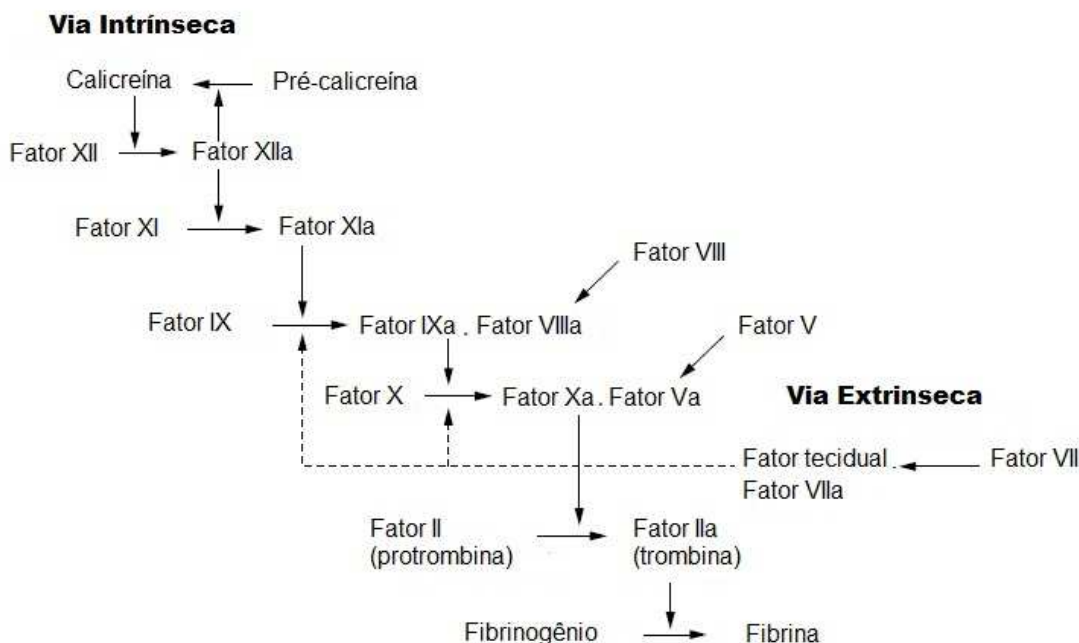 Via Intrínseca
Calicreína
Pré-calicreína
Fator XII
Fator XIIa
Fator XI
Fator XIa
Fator VIII
Fator IX
Fator IXa . Fator VIIIa
Fator V
Fator X
Fator Xa . Fator Va
Via Extrinseca
Fator tecidual .
Fator VIIa
Fator VII
Fator II
(protrombina)
Fator IIa
(trombina)
Fibrinogênio
Fibrina